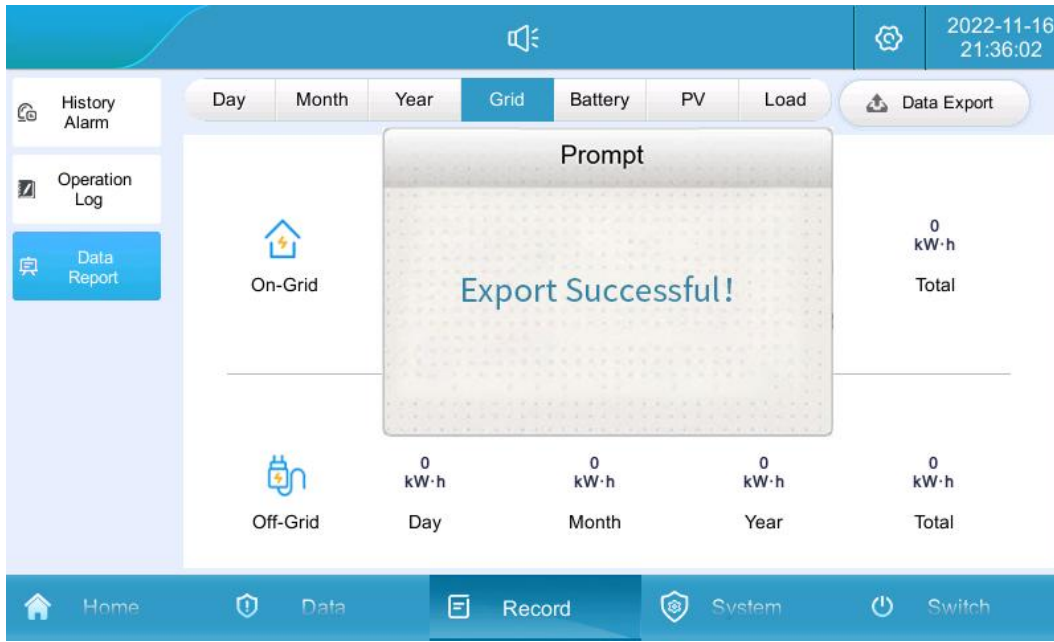 2022-11-16
21:36:02
History
Alarm
Operation
Log
Data
Report
Day Month Year Grid Battery PV Load Data Export
Prompt
Export Successful!
On-Grid
0
kW·h
Total
Off-Grid
0 0 0 0
kW·h kW·h kW·h kW·h
Day Month Year Total
Home Data Record System Switch